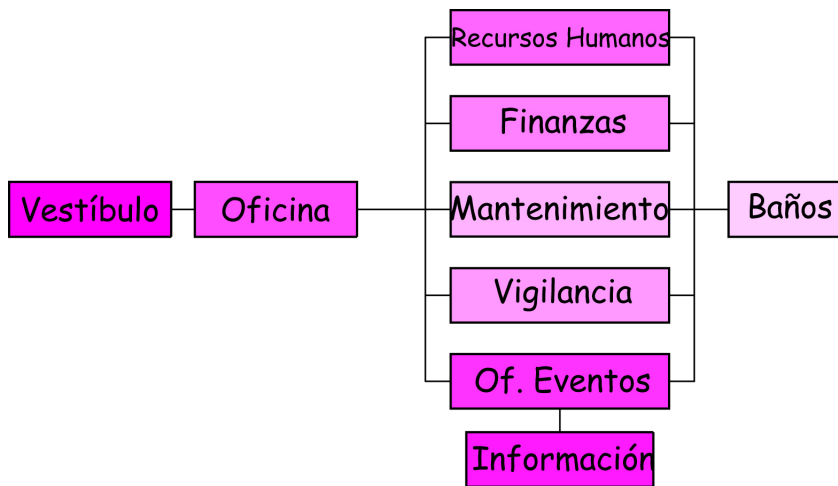 Recursos Humanos
Finanzas
Vestíbulo
Oficina
Mantenimiento
Baños
Vigilancia
Of. Eventos
Información